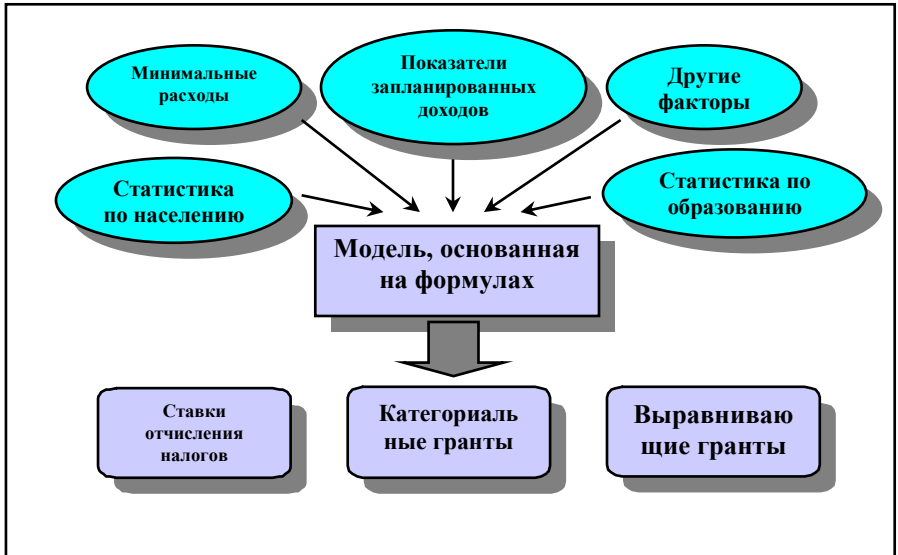 Минимальные
расходы
Показатели
запланированных
доходов
Другие
факторы
Статистика
по населению
Статистика по
образованию
Модель, основанная
на формулах
Ставки
отчисления
налогов
Категориаль
ные гранты
Выравниваю
щие гранты